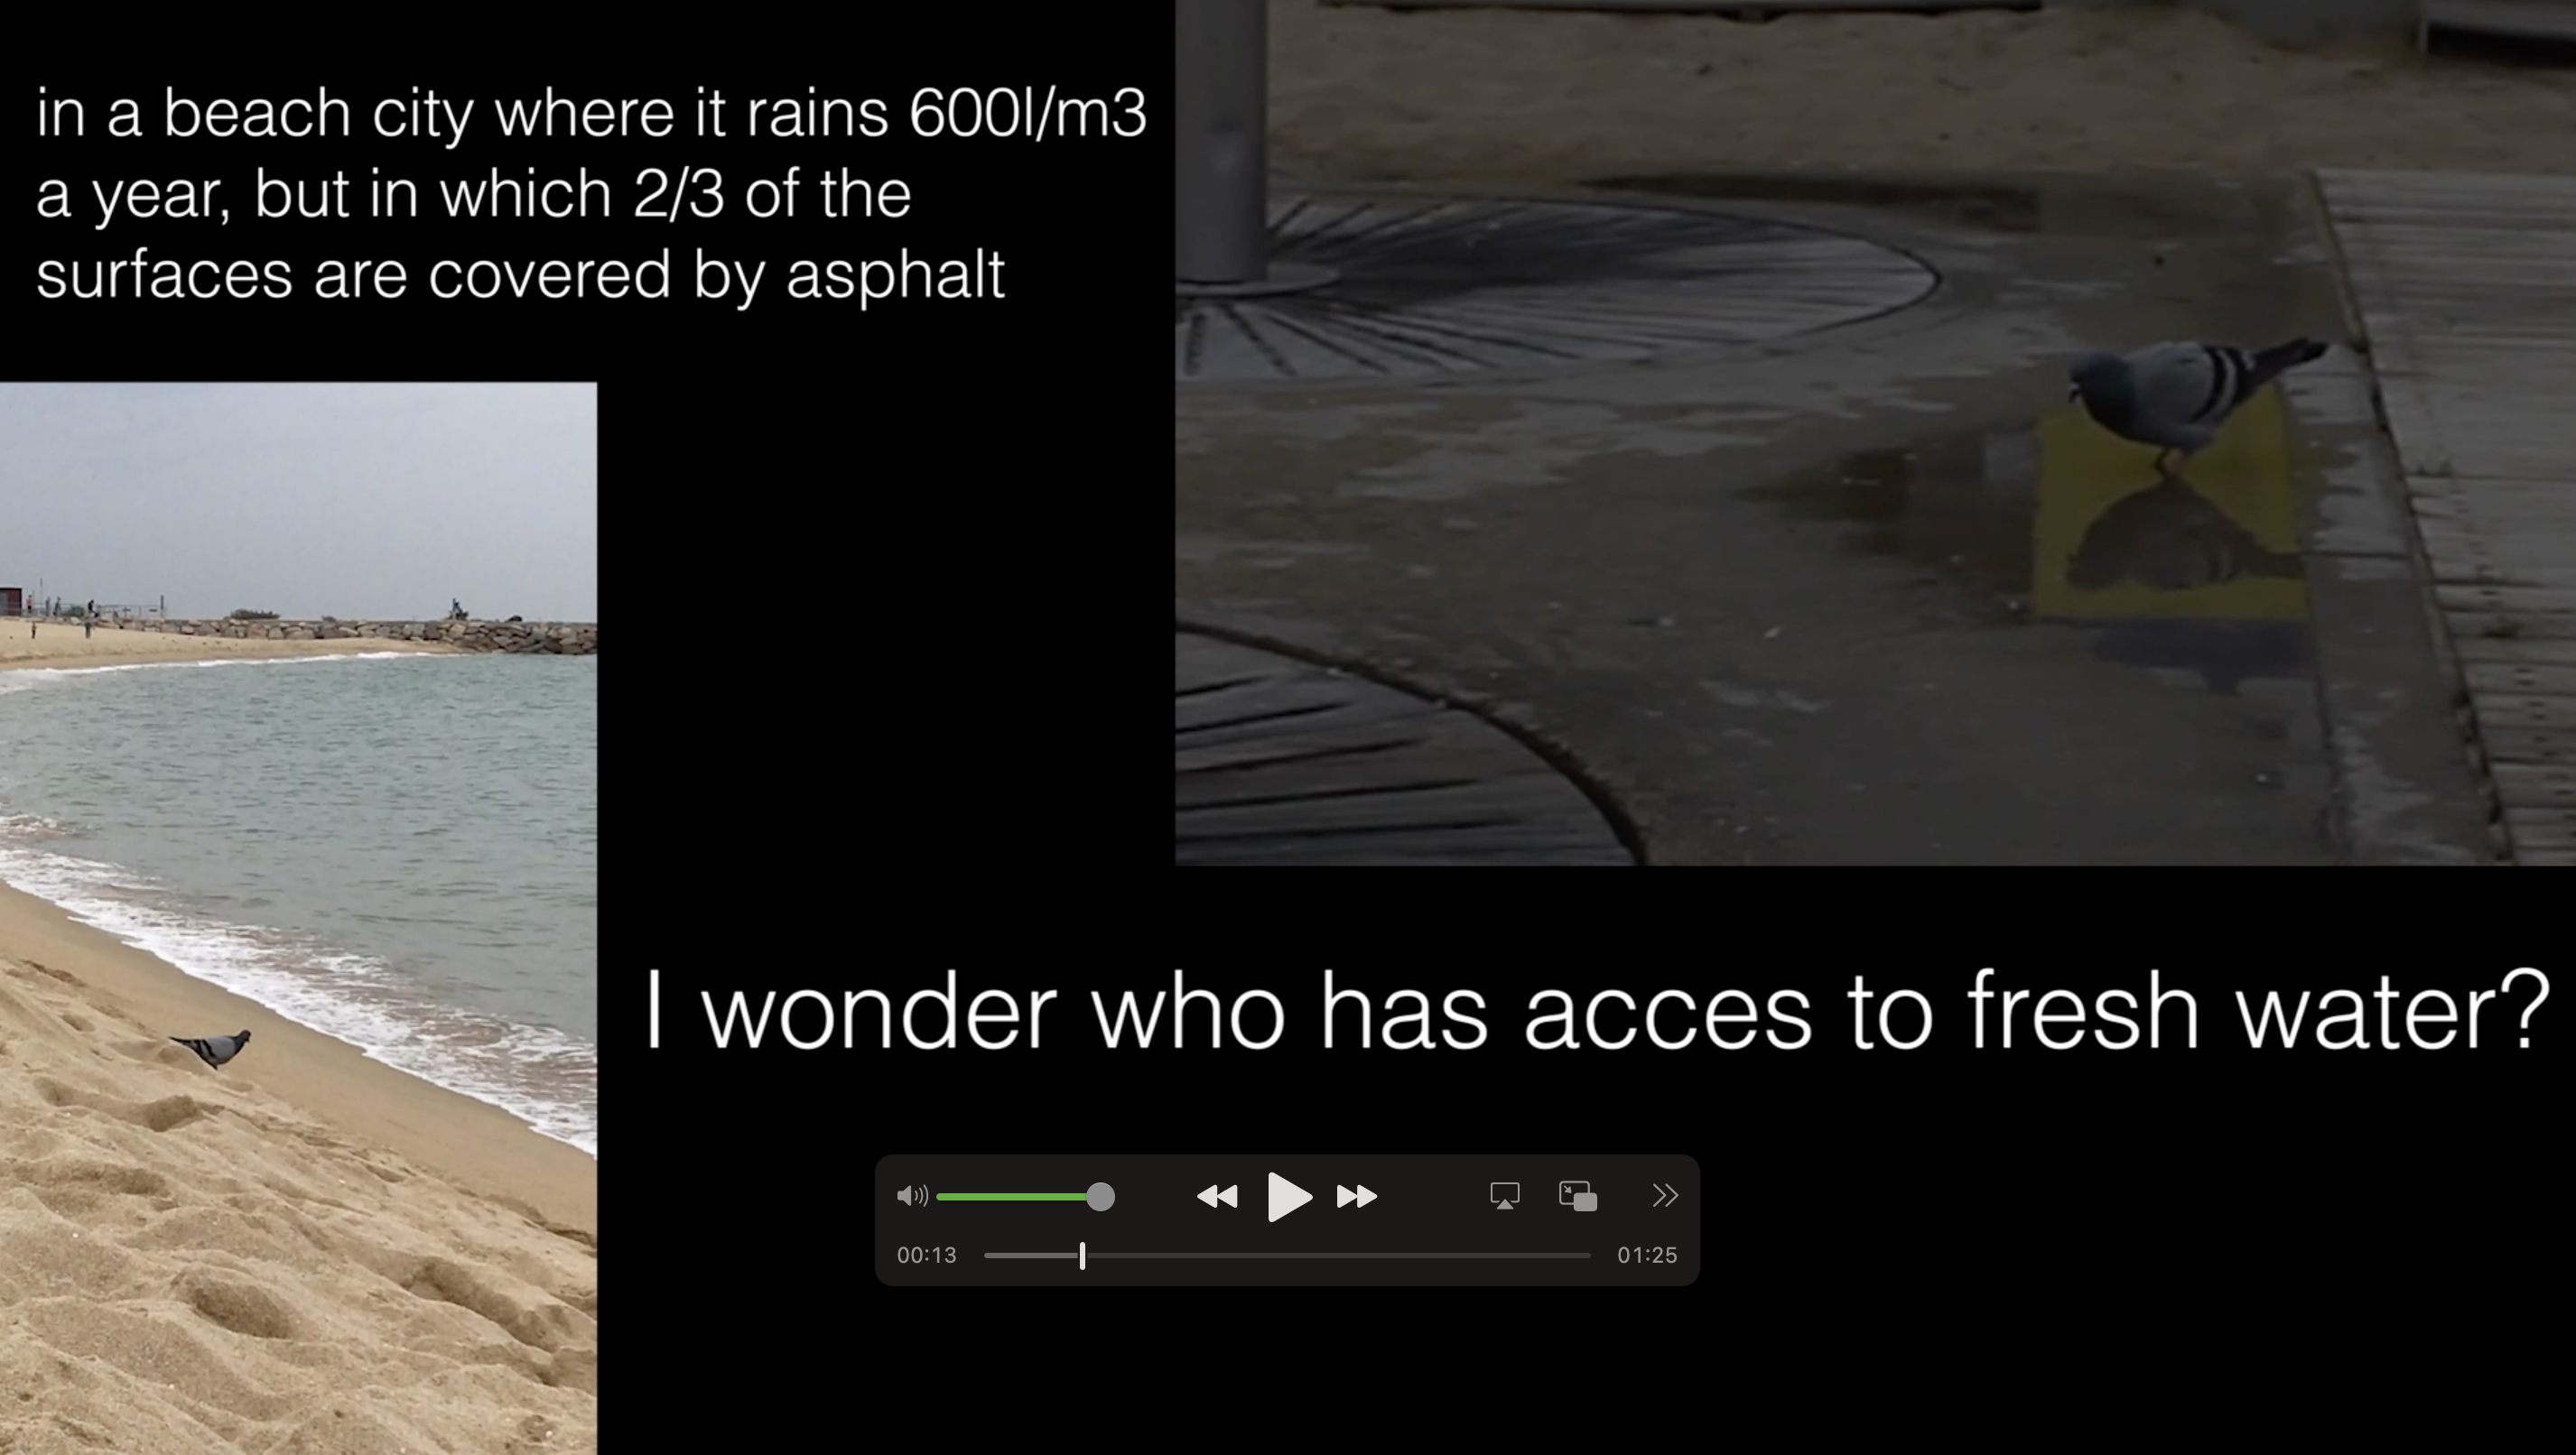 in a beach city where it rains 600l/m3
a year, but in which 2/3 of the
surfaces are covered by asphalt
I wonder who has acces to fresh water?
00:13
01:25